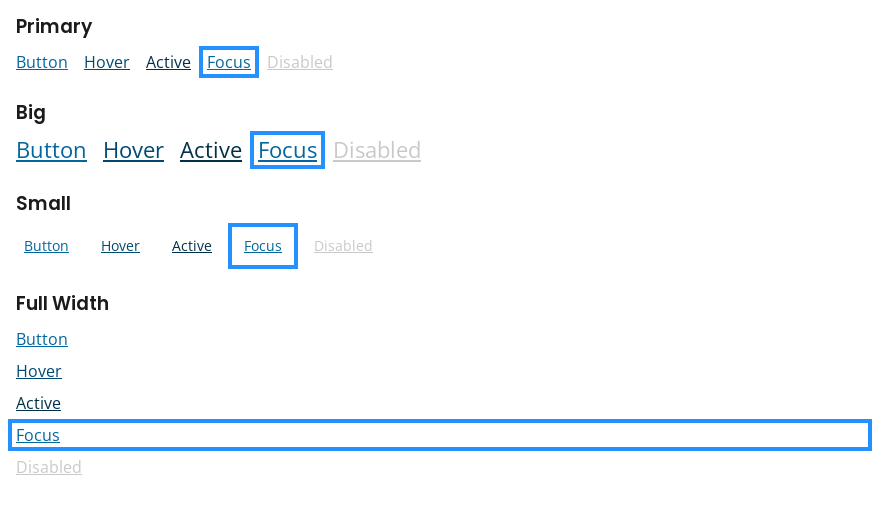 Primary
Button Hover Active Focus Disabled
Big
Button Hover Active Focus Disabled
Small
Button Hover Active Focus Disabled
Full Width
Button
Hover
Active
Focus
Disabled